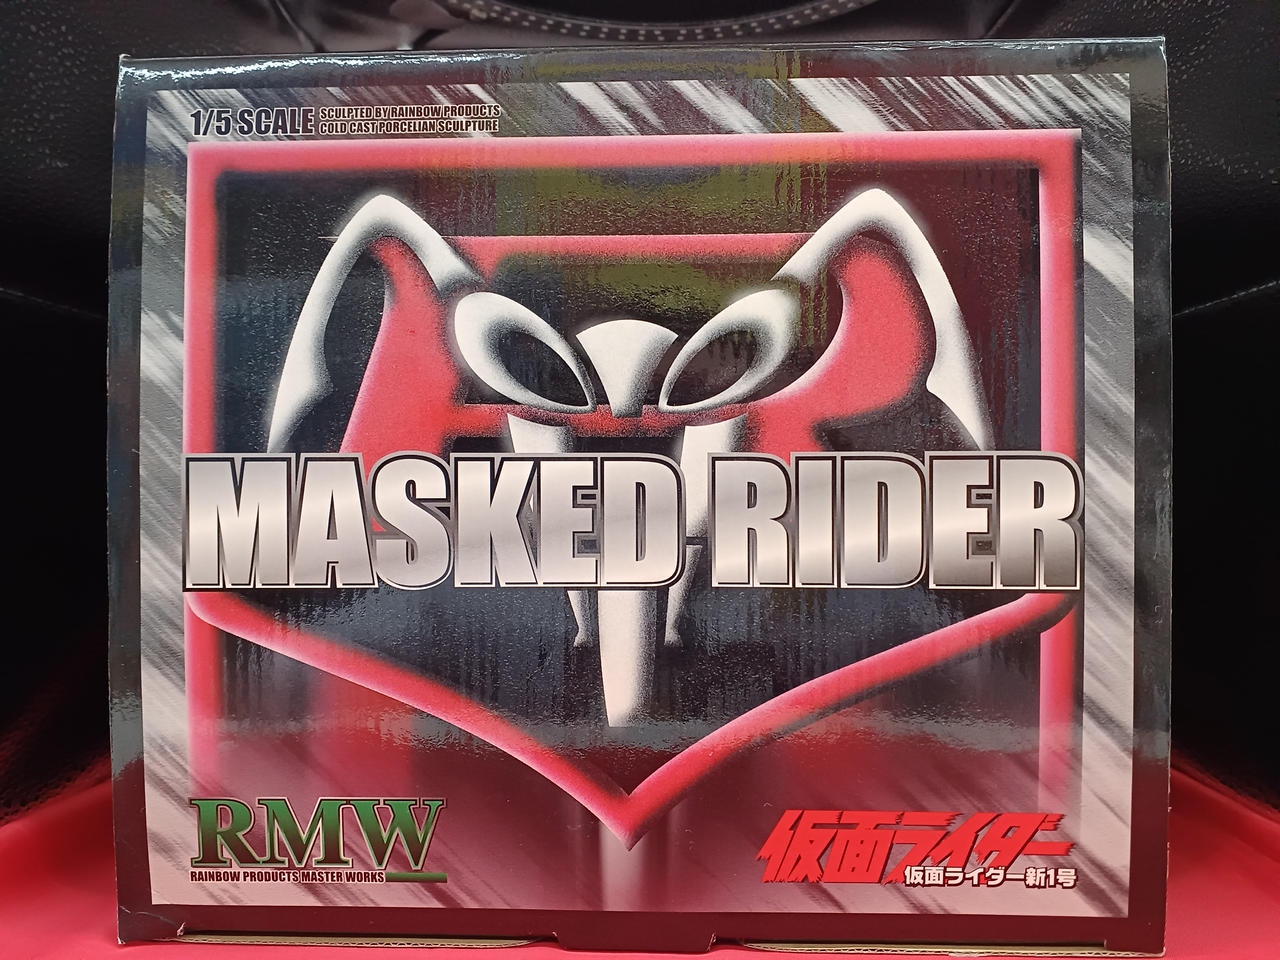 1/5 SCALE
SCULPTED BY RAINBOW PRODUCTS
COLD CAST PORCELIAN SCULPTURE
MASKED RIDER
RMW
RAINBOW PRODUCTS MASTER WORKS
仮面ライダー
仮面ライダー新1号